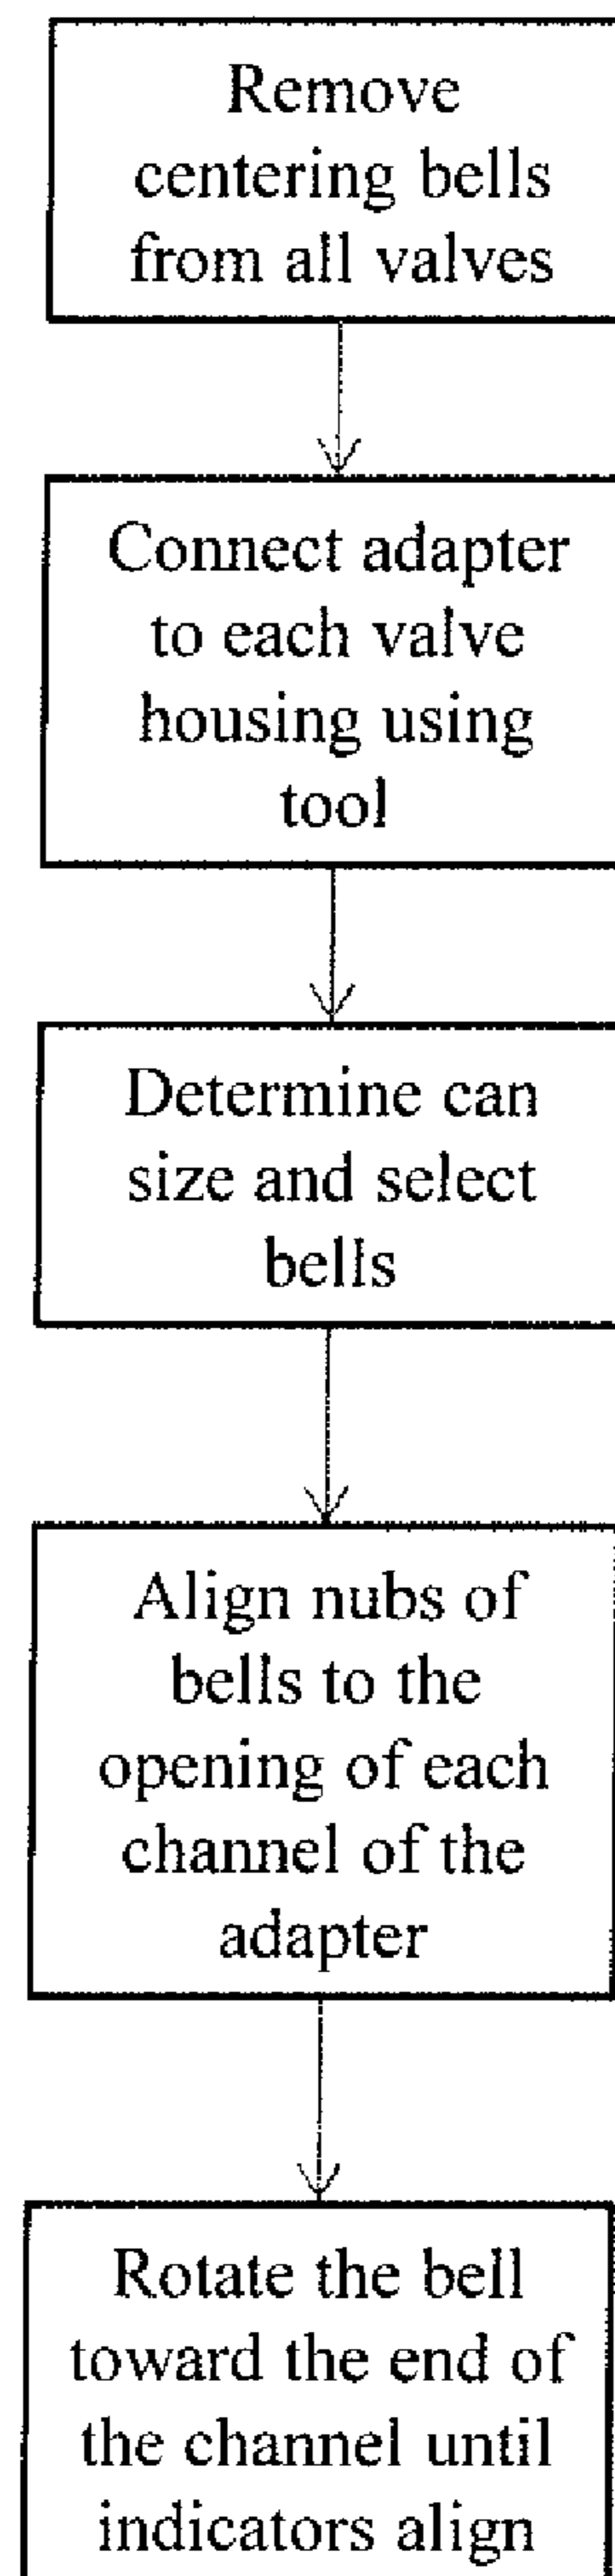 Remove
centering bells
from all valves
Connect adapter
to each valve
housing using
tool
Determine can
size and select
bells
Align nubs of
bells to the
opening of each
channel of the
adapter
Rotate the bell
toward the end of
the channel until
indicators align